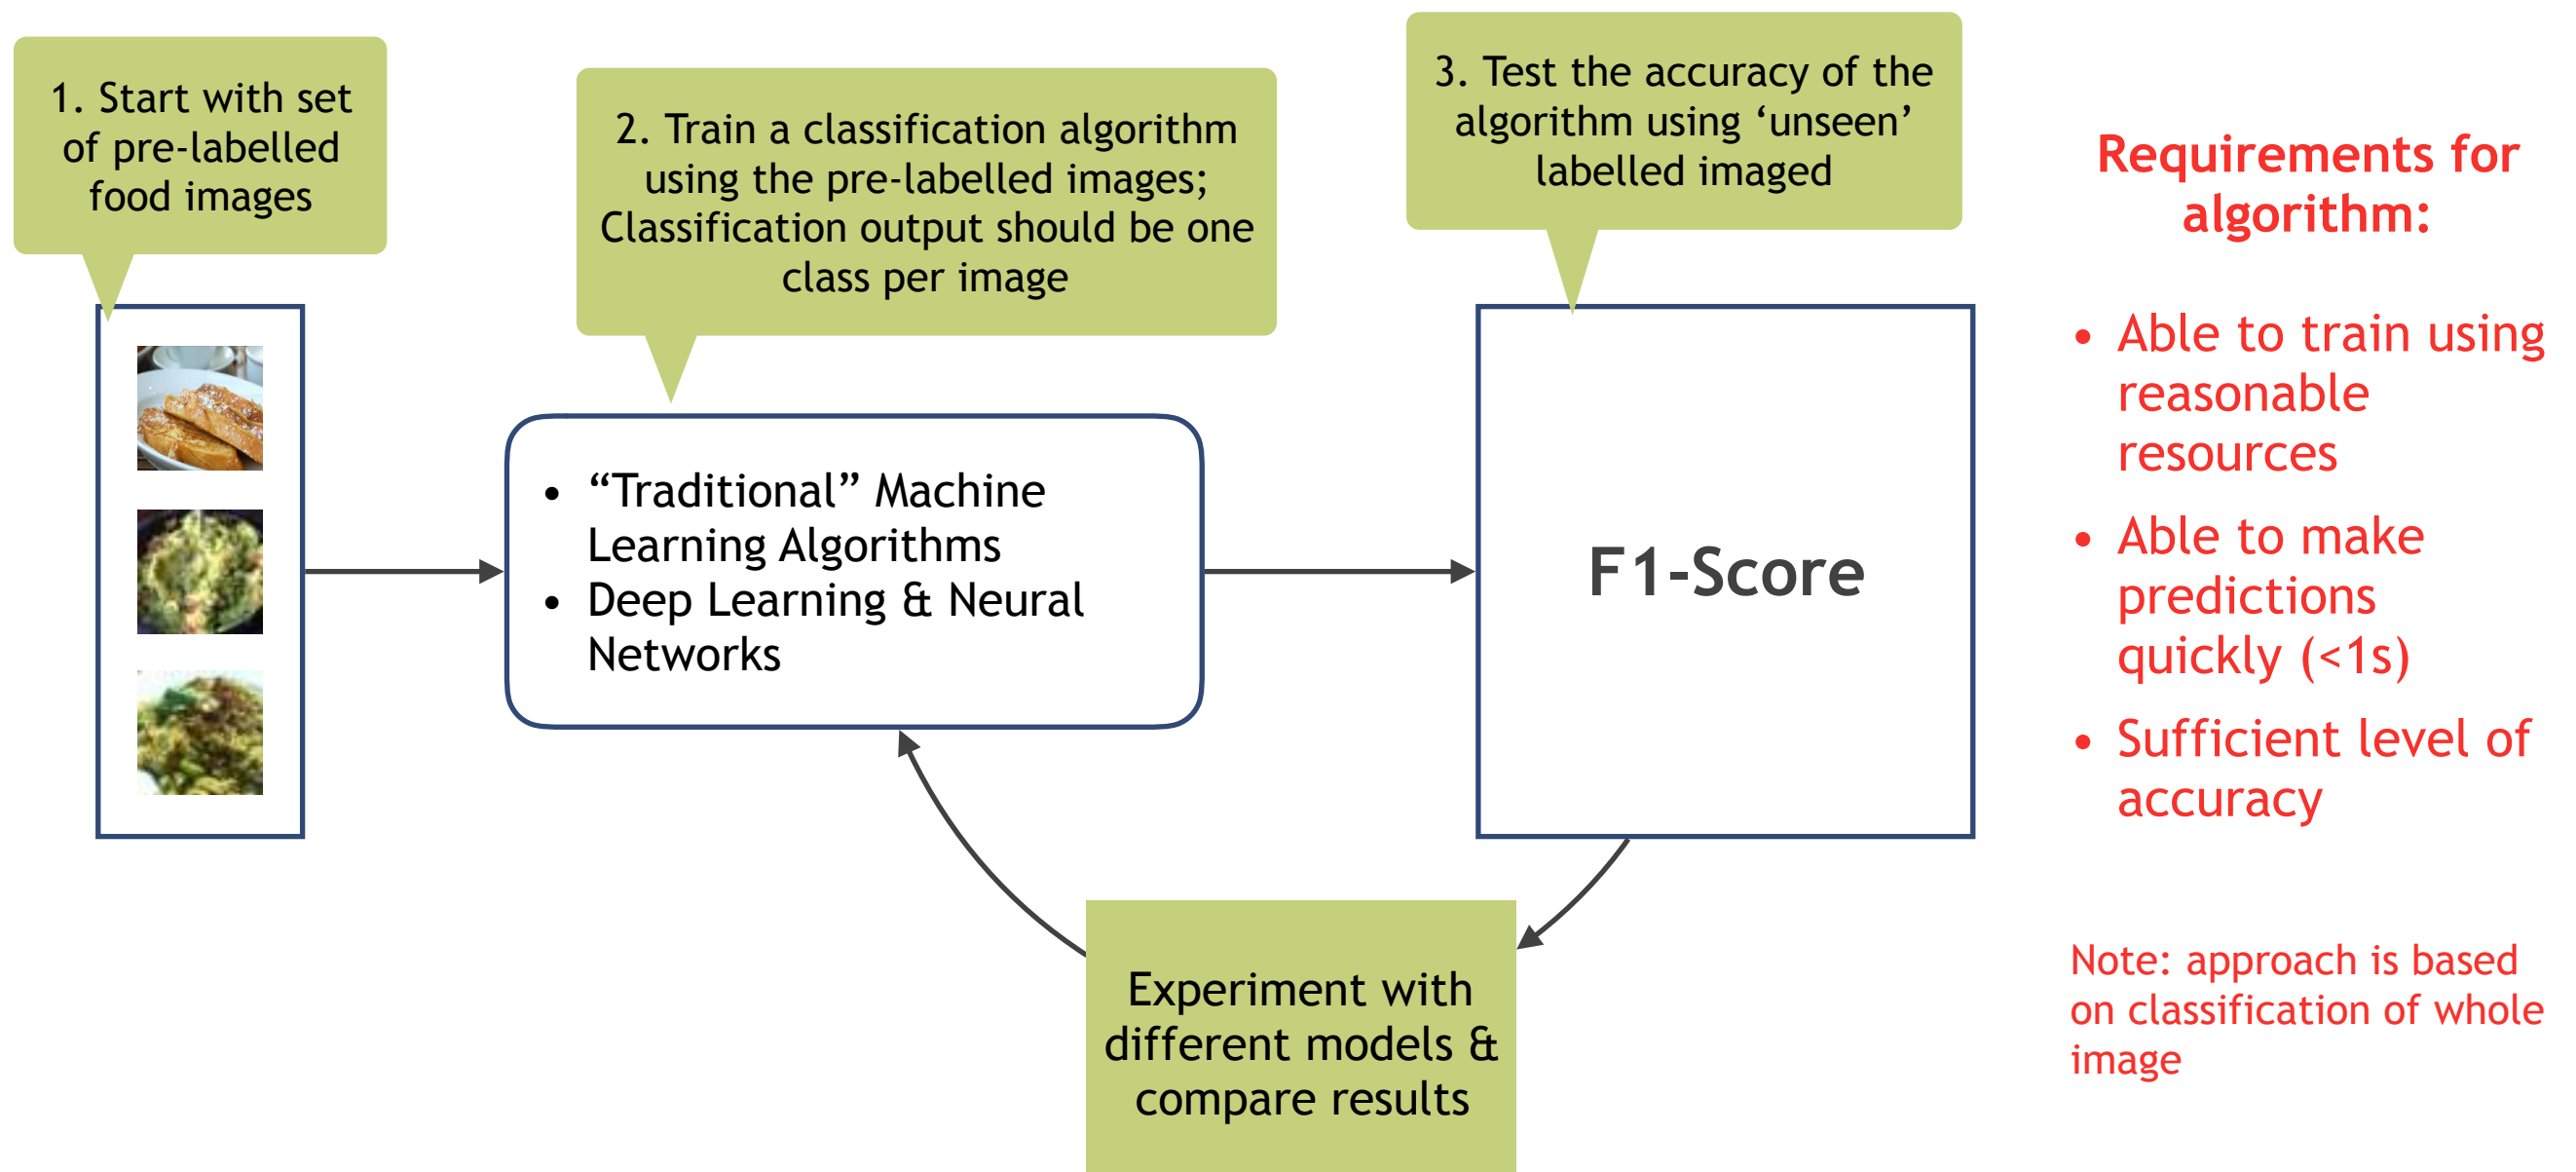 1. Start with set
of pre-labelled
food images
2. Train a classification algorithm
using the pre-labelled images;
Classification output should be one
class per image
3. Test the accuracy of the
algorithm using ‘unseen’
labelled imaged
• “Traditional” Machine
Learning Algorithms
• Deep Learning & Neural
Networks
F1-Score
Experiment with
different models &
compare results
Requirements for
algorithm:
• Able to train using
reasonable
resources
• Able to make
predictions
quickly (<1s)
• Sufficient level of
accuracy
Note: approach is based
on classification of whole
image